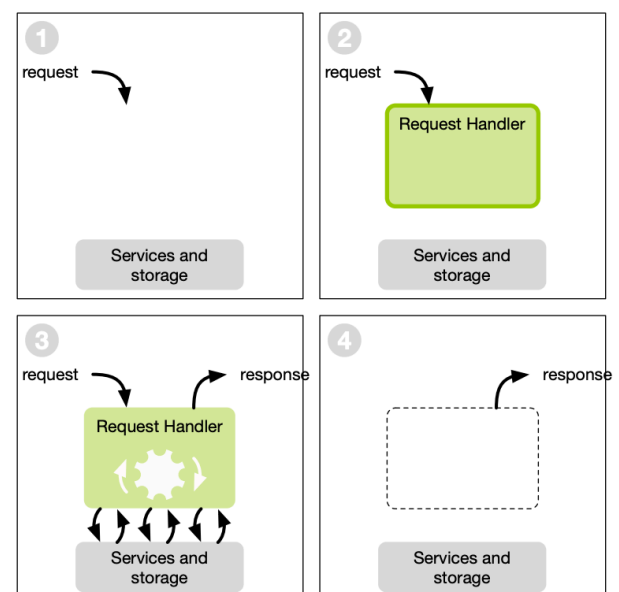 1
request
Services and
storage
2
request
Request Handler
Services and
storage
3
request
response
Request Handler
Services and
storage
4
response
Services and
storage